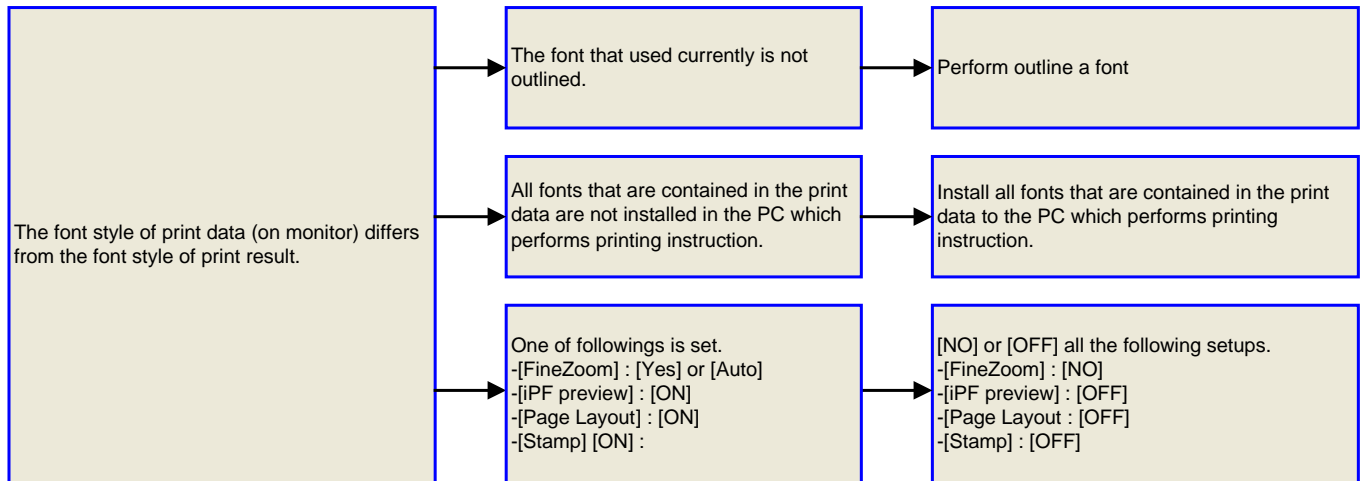 The font style of print data (on monitor) differs
from the font style of print result.
The font that used currently is not
outlined.
Perform outline a font
All fonts that are contained in the print
data are not installed in the PC which
performs printing instruction.
Install all fonts that are contained in the print
data to the PC which performs printing
instruction.
One of followings is set.
-[FineZoom] : [Yes] or [Auto]
-[iPF preview] : [ON]
-[Page Layout] : [ON]
-[Stamp] [ON] :
[NO] or [OFF] all the following setups.
-[FineZoom] : [NO]
-[iPF preview] : [OFF]
-[Page Layout : [OFF]
-[Stamp] : [OFF]